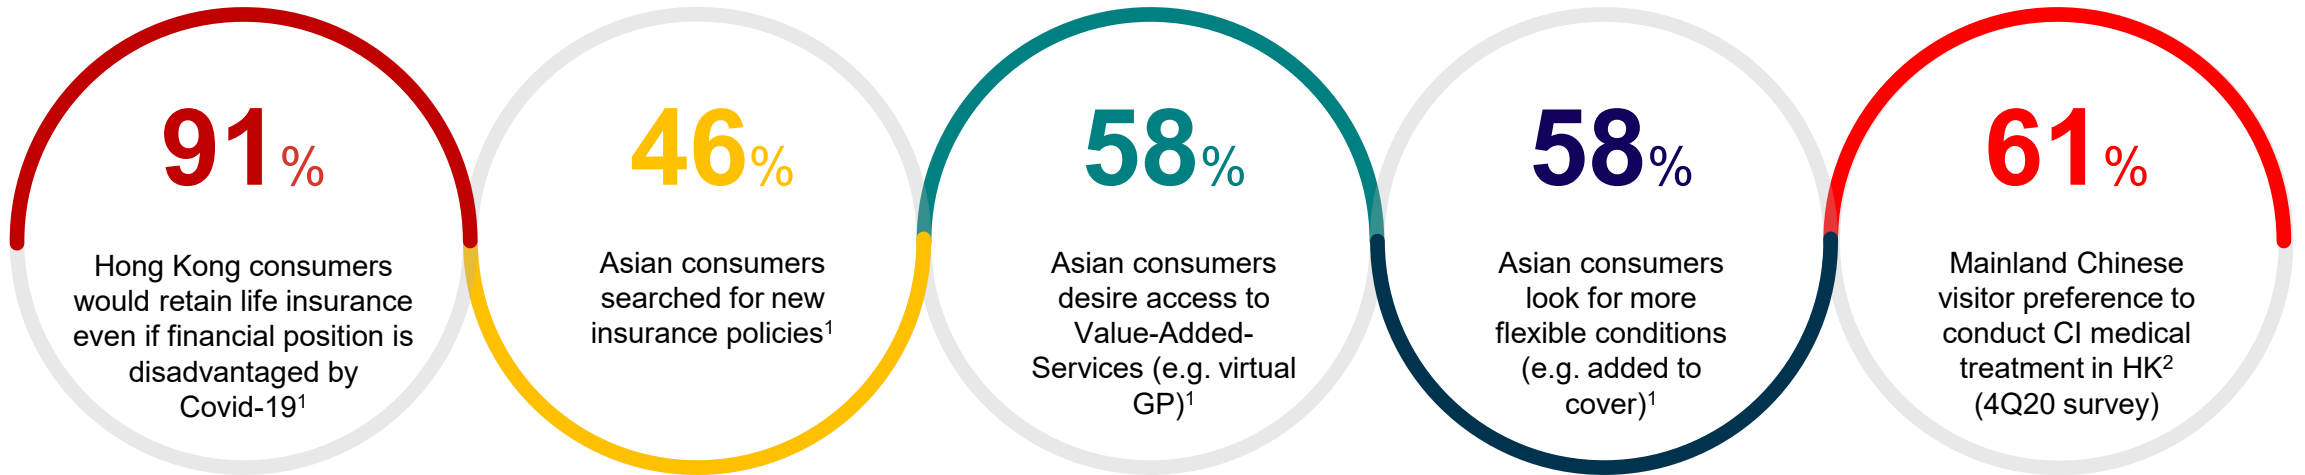 91%
Hong Kong consumers
would retain life insurance
even if financial position is
disadvantaged by
Covid-19¹
46%
Asian consumers
searched for new
insurance policies¹
58%
Asian consumers
desire access to
Value-Added-
Services (e.g. virtual
GP)¹
58%
Asian consumers
look for more
flexible conditions
(e.g. added to
cover)¹
61%
Mainland Chinese
visitor preference to
conduct CI medical
treatment in HK²
(4Q20 survey)